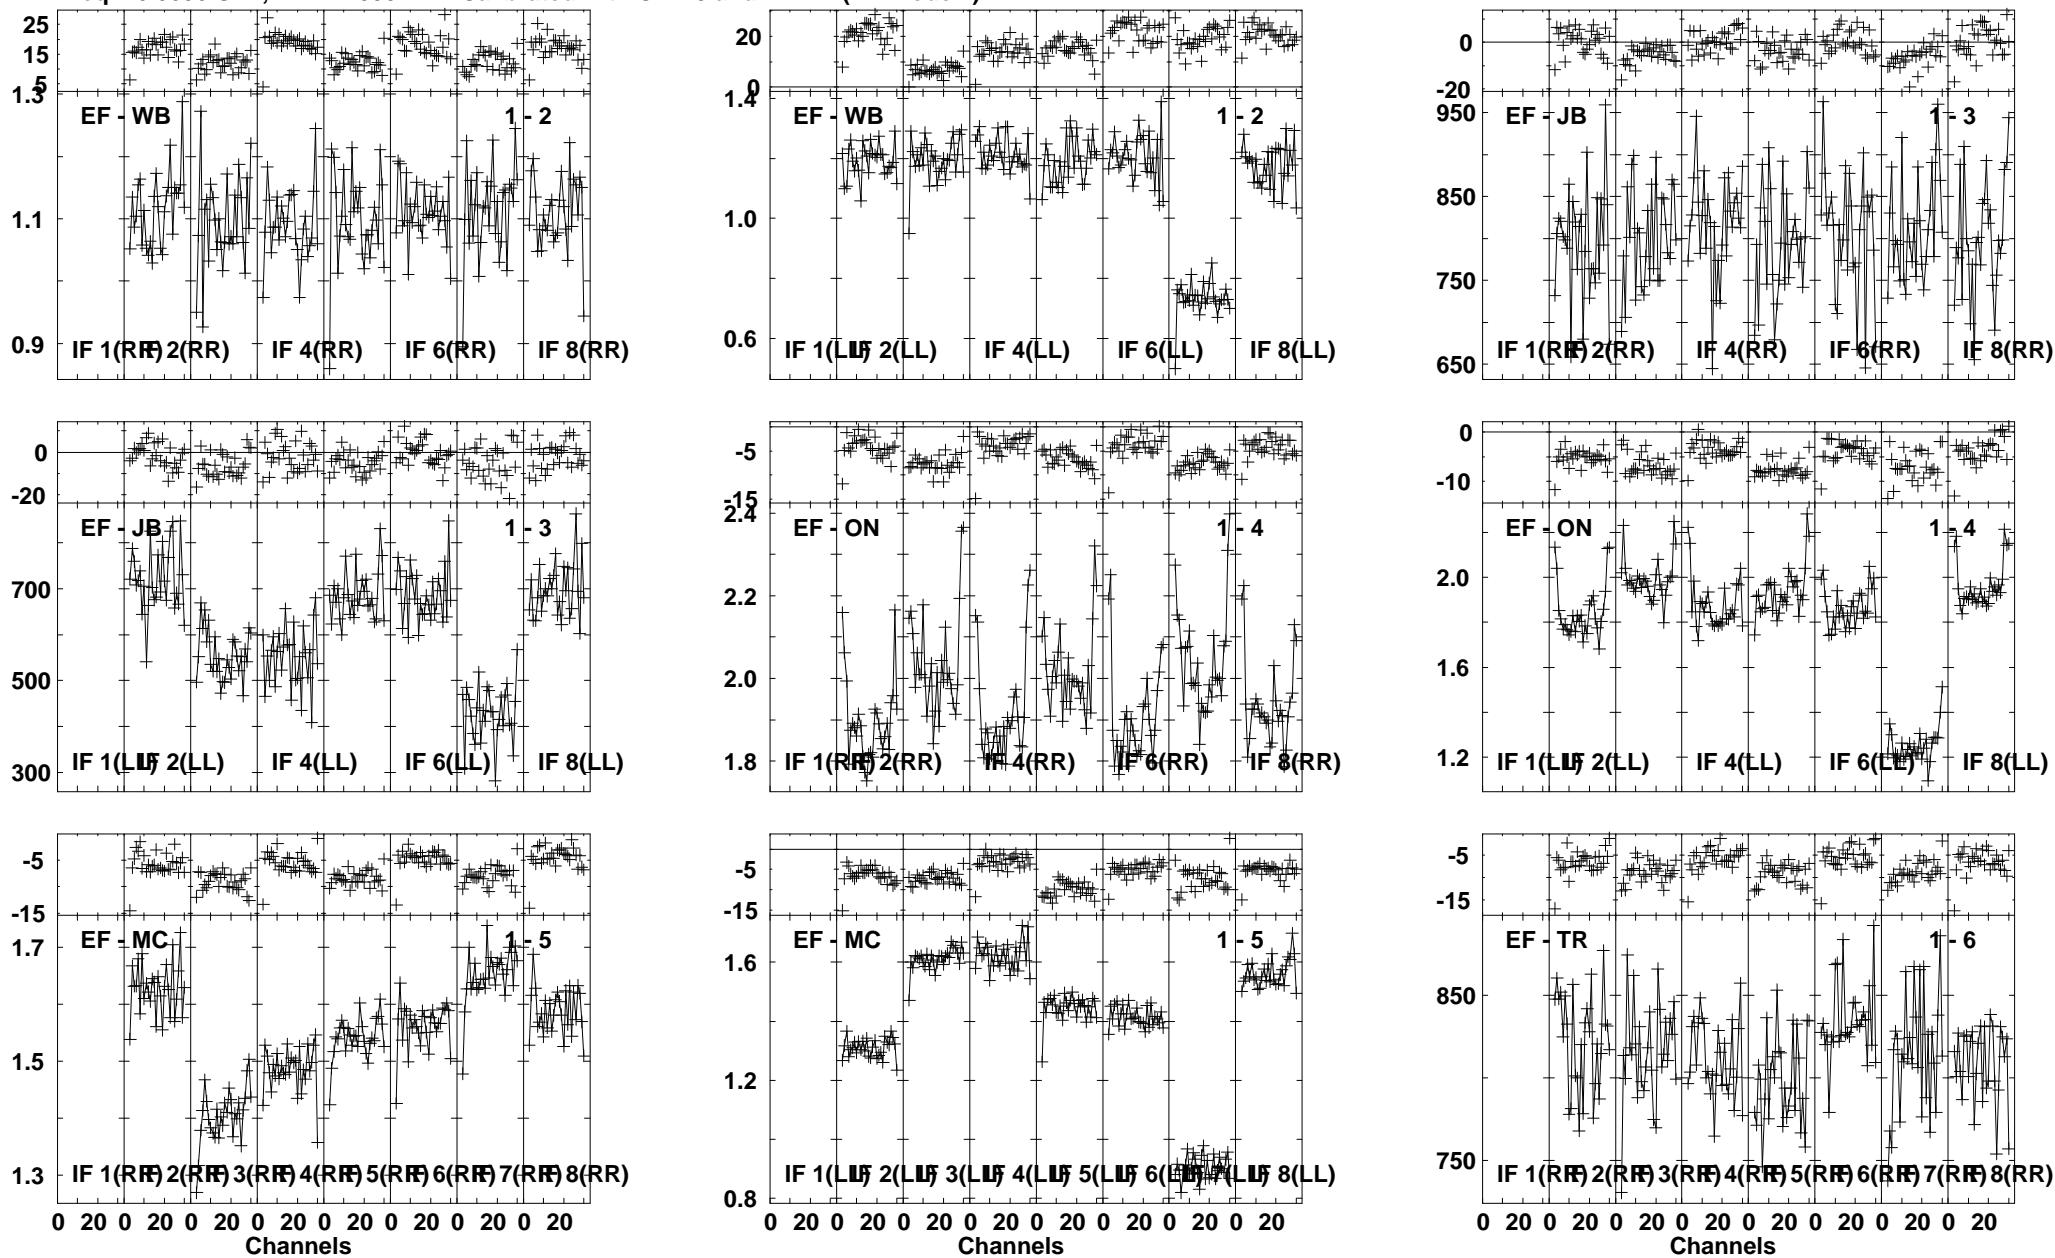 25
15
5
1.3
EF - WB 1 - 2
1.1
0.9
IF 1(RR) IF 2(RR) IF 4(RR) IF 6(RR) IF 8(RR)
20
0
1.4
EF - WB 1 - 2
1.0
0.6
IF 1(LL) IF 2(LL) IF 4(LL) IF 6(LL) IF 8(LL)
0
-20
950
EF - JB 1 - 3
850
750
650
IF 1(RR) IF 2(RR) IF 4(RR) IF 6(RR) IF 8(RR)
0
-20
EF - JB 1 - 3
700
500
300
IF 1(LL) IF 2(LL) IF 4(LL) IF 6(LL) IF 8(LL)
-5
-15
2.4
EF - ON 1 - 4
2.2
2.0
1.8
IF 1(RR) IF 2(RR) IF 4(RR) IF 6(RR) IF 8(RR)
0
-10
EF - ON 1 - 4
2.0
1.6
1.2
IF 1(LL) IF 2(LL) IF 4(LL) IF 6(LL) IF 8(LL)
-5
-15
1.7
EF - MC 1 - 5
1.5
1.3
IF 1(RR) IF 2(RR) IF 3(RR) IF 4(RR) IF 5(RR) IF 6(RR) IF 7(RR) IF 8(RR)
0 20 0 20 0 20 0 20 0 20 0 20 0 20 0 20
Channels
-5
-15
EF - MC 1 - 5
1.6
1.2
0.8
IF 1(LL) IF 2(LL) IF 3(LL) IF 4(LL) IF 5(LL) IF 6(LL) IF 7(LL) IF 8(LL)
0 20 0 20 0 20 0 20 0 20 0 20 0 20 0 20
Channels
-5
-15
EF - TR 1 - 6
850
750
IF 1(RR) IF 2(RR) IF 3(RR) IF 4(RR) IF 5(RR) IF 6(RR) IF 7(RR) IF 8(RR)
0 20 0 20 0 20 0 20 0 20 0 20 0 20 0 20
Channels